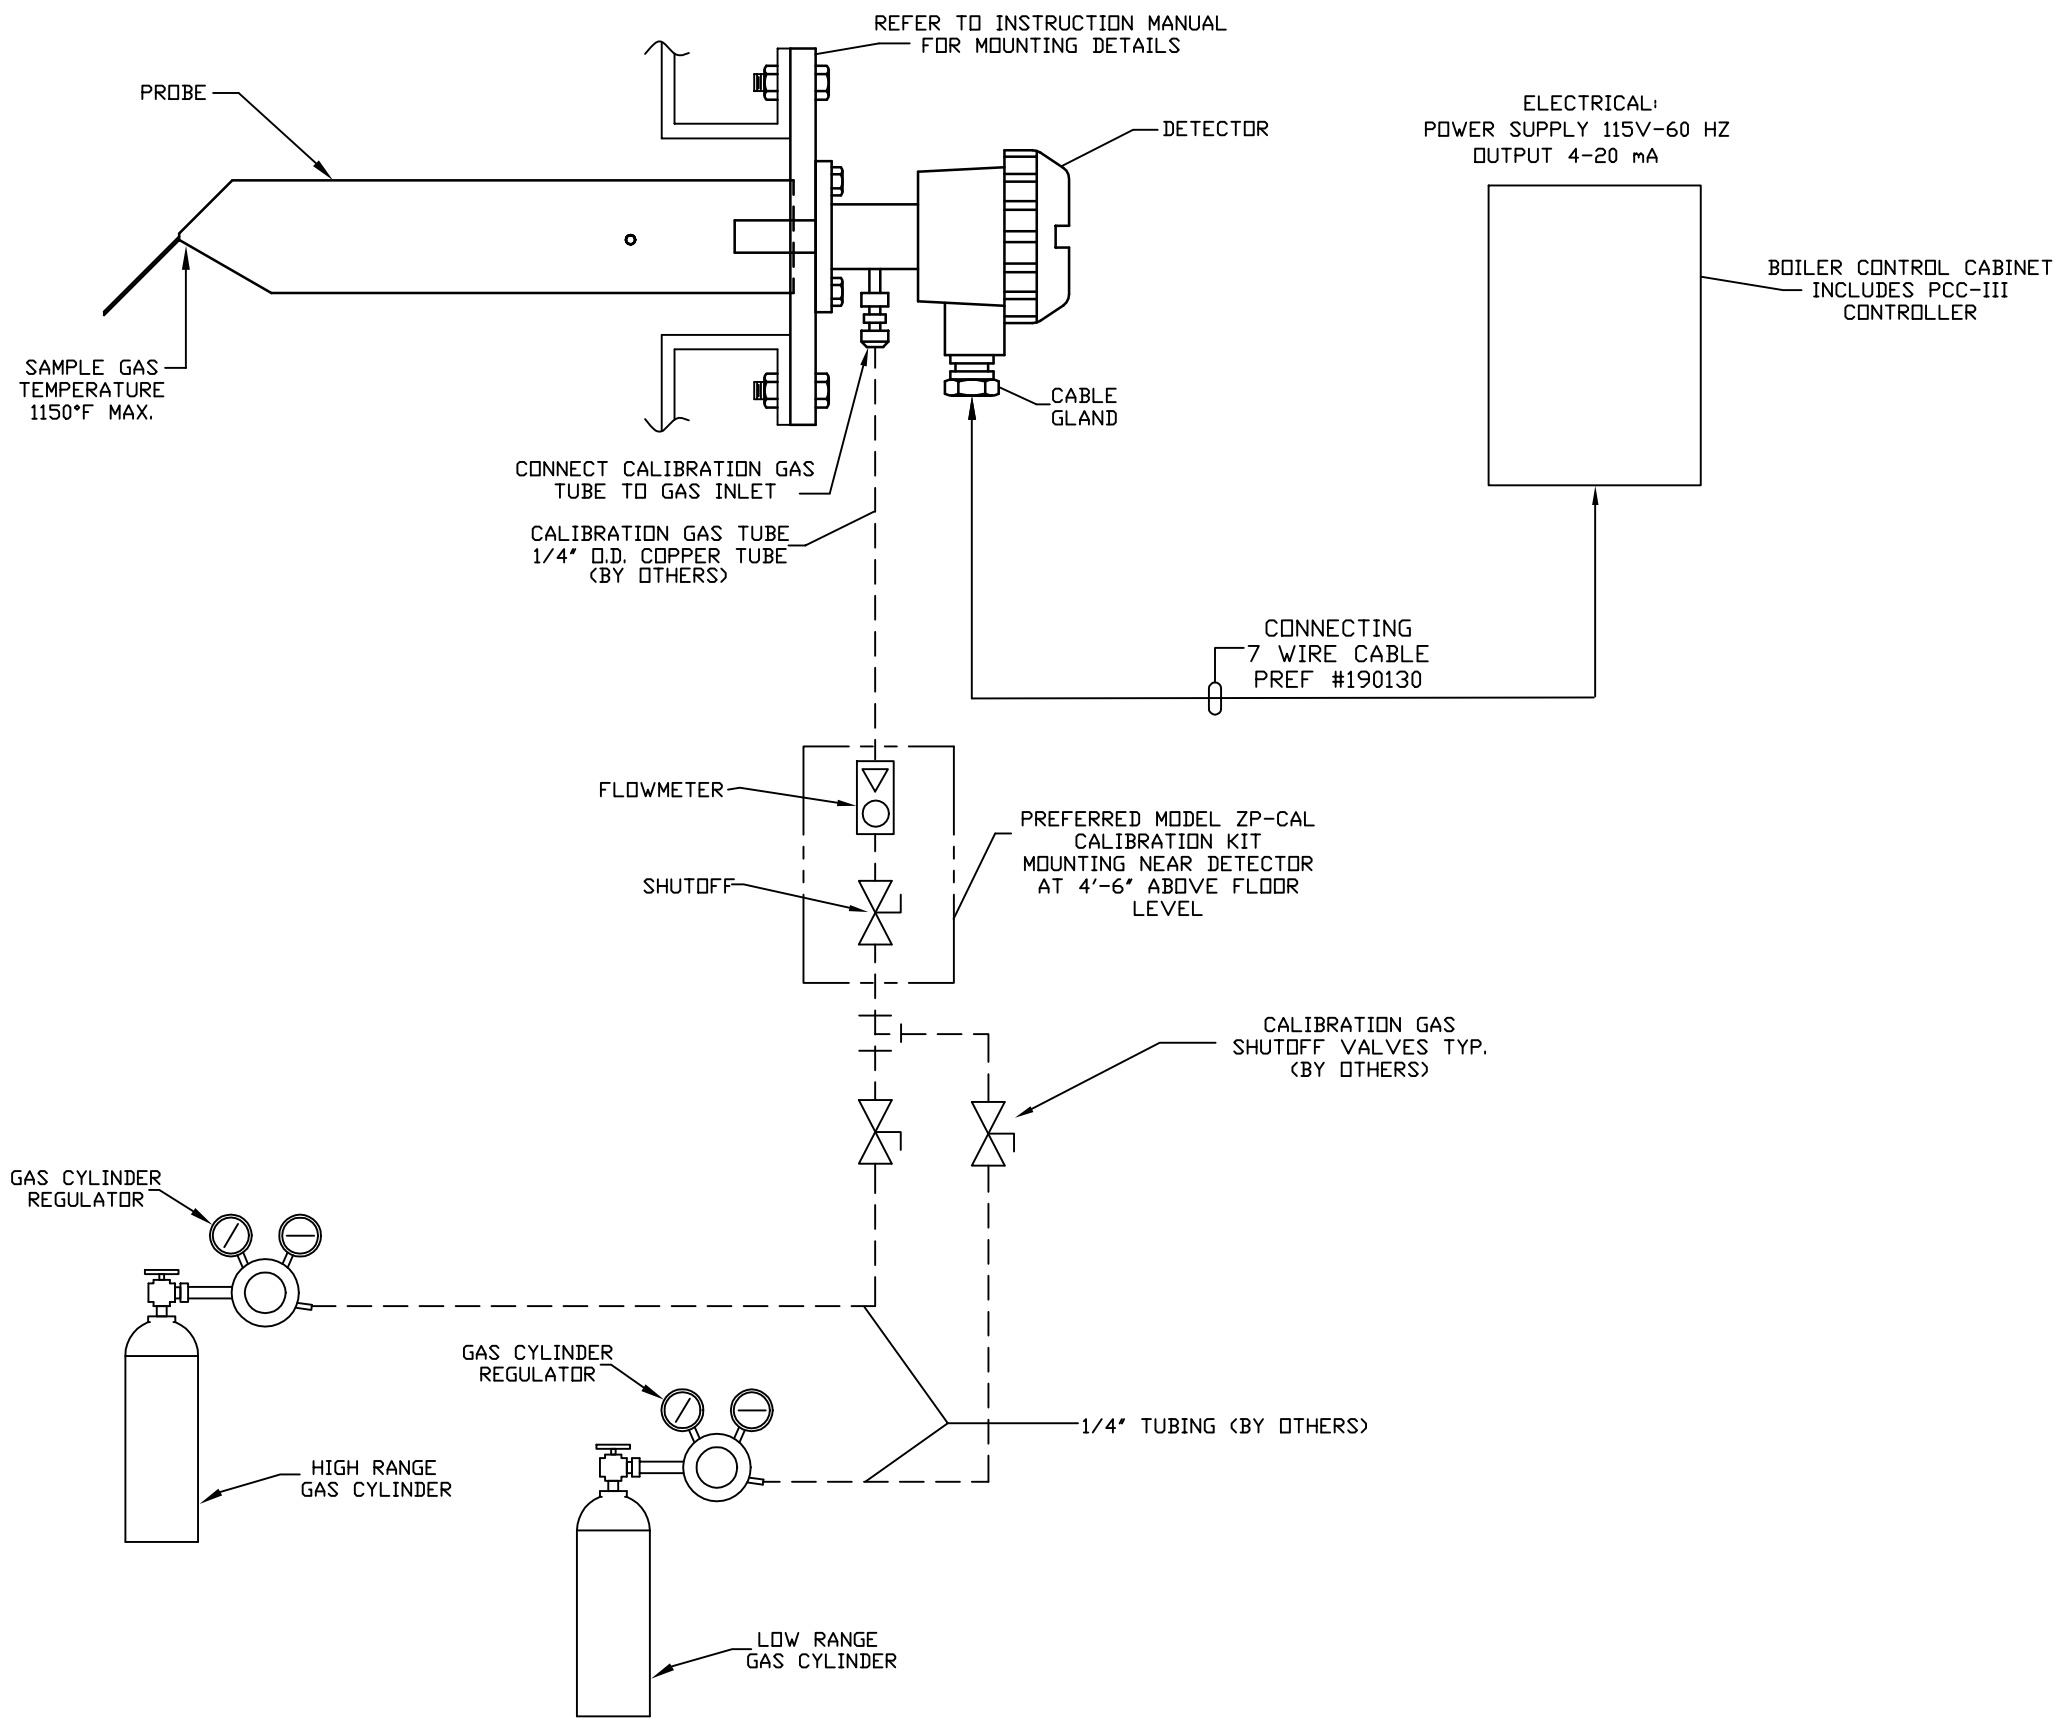 REFER TO INSTRUCTION MANUAL
FOR MOUNTING DETAILS
PROBE
DETECTOR
ELECTRICAL:
POWER SUPPLY 115V-60 HZ
OUTPUT 4-20 mA
BOILER CONTROL CABINET
INCLUDES PCC-III
CONTROLLER
SAMPLE GAS
TEMPERATURE
1150°F MAX.
CABLE
GLAND
CONNECT CALIBRATION GAS
TUBE TO GAS INLET
CALIBRATION GAS TUBE
1/4" O.D. COPPER TUBE
(BY OTHERS)
CONNECTING
7 WIRE CABLE
PREF #190130
FLOWMETER
PREFERRED MODEL ZP-CAL
CALIBRATION KIT
MOUNTING NEAR DETECTOR
AT 4'-6" ABOVE FLOOR
LEVEL
SHUTOFF
CALIBRATION GAS
SHUTOFF VALVES TYP.
(BY OTHERS)
GAS CYLINDER
REGULATOR
GAS CYLINDER
REGULATOR
1/4" TUBING (BY OTHERS)
HIGH RANGE
GAS CYLINDER
LOW RANGE
GAS CYLINDER